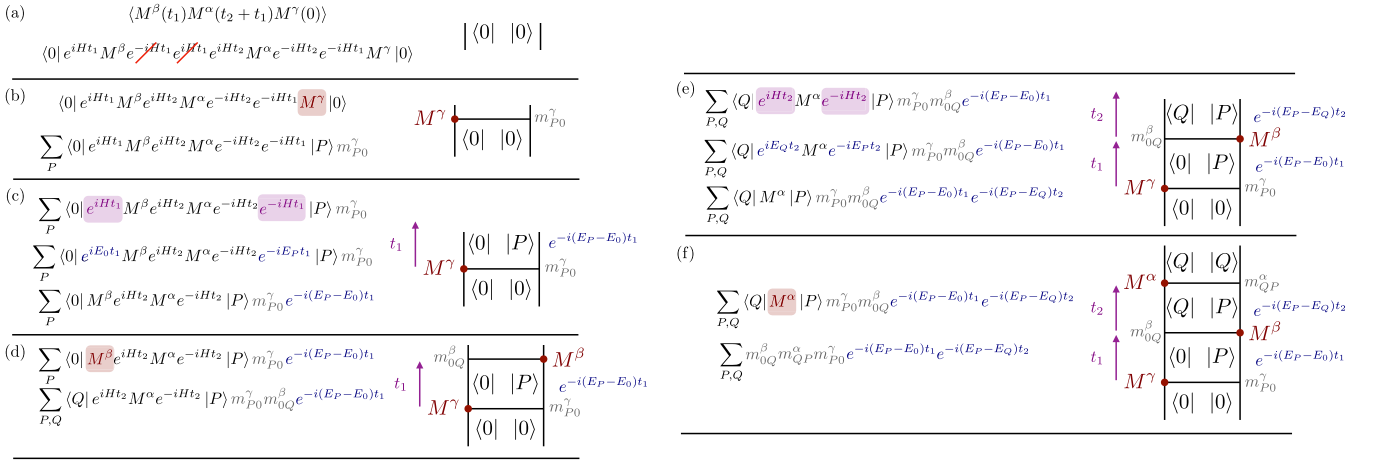 (a)
⟨M^β(t_1)M^α(t_2 + t_1)M^γ(0)⟩
⟨0| e^{iHt_1} M^β e^{-iHt_1} e^{iHt_1} e^{iHt_2} M^α e^{-iHt_2} e^{-iHt_1} M^γ |0⟩
⟨0| |0⟩
(b)
⟨0| e^{iHt_1} M^β e^{iHt_2} M^α e^{-iHt_2} e^{-iHt_1} M^γ |0⟩
∑_P ⟨0| e^{iHt_1} M^β e^{iHt_2} M^α e^{-iHt_2} e^{-iHt_1} |P⟩ m^γ_{P0}
M^γ m^γ_{P0}
⟨0| |0⟩
(c)
∑_P ⟨0| e^{iHt_1} M^β e^{iHt_2} M^α e^{-iHt_2} e^{-iHt_1} |P⟩ m^γ_{P0}
∑_P ⟨0| e^{iE_0t_1} M^β e^{iHt_2} M^α e^{-iHt_2} e^{-iE_Pt_1} |P⟩ m^γ_{P0}
∑_P ⟨0| M^β e^{iHt_2} M^α e^{-iHt_2} |P⟩ m^γ_{P0} e^{-i(E_P-E_0)t_1}
t_1 ⟨0| |P⟩ e^{-i(E_P-E_0)t_1}
M^γ m^γ_{P0}
⟨0| |0⟩
(d)
∑_P ⟨0| M^β e^{iHt_2} M^α e^{-iHt_2} |P⟩ m^γ_{P0} e^{-i(E_P-E_0)t_1}
∑_{P,Q} ⟨Q| e^{iHt_2} M^α e^{-iHt_2} |P⟩ m^γ_{P0} m^β_{0Q} e^{-i(E_P-E_0)t_1}
m^β_{0Q} M^β
t_1 ⟨0| |P⟩ e^{-i(E_P-E_0)t_1}
M^γ m^γ_{P0}
⟨0| |0⟩
(e)
∑_{P,Q} ⟨Q| e^{iHt_2} M^α e^{-iHt_2} |P⟩ m^γ_{P0} m^β_{0Q} e^{-i(E_P-E_0)t_1}
∑_{P,Q} ⟨Q| e^{iE_Qt_2} M^α e^{-iE_Pt_2} |P⟩ m^γ_{P0} m^β_{0Q} e^{-i(E_P-E_0)t_1}
∑_{P,Q} ⟨Q| M^α |P⟩ m^γ_{P0} m^β_{0Q} e^{-i(E_P-E_0)t_1} e^{-i(E_P-E_Q)t_2}
t_2 ⟨Q| |P⟩ e^{-i(E_P-E_Q)t_2}
m^β_{0Q} M^β
t_1 ⟨0| |P⟩ e^{-i(E_P-E_0)t_1}
M^γ m^γ_{P0}
⟨0| |0⟩
(f)
∑_{P,Q} ⟨Q| M^α |P⟩ m^γ_{P0} m^β_{0Q} e^{-i(E_P-E_0)t_1} e^{-i(E_P-E_Q)t_2}
∑_{P,Q} m^β_{0Q} m^α_{QP} m^γ_{P0} e^{-i(E_P-E_0)t_1} e^{-i(E_P-E_Q)t_2}
⟨Q| |Q⟩
M^α m^α_{QP}
t_2 ⟨Q| |P⟩ e^{-i(E_P-E_Q)t_2}
m^β_{0Q} M^β
t_1 ⟨0| |P⟩ e^{-i(E_P-E_0)t_1}
M^γ m^γ_{P0}
⟨0| |0⟩